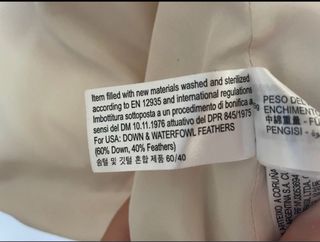 Item filled with new materials washed and sterilized
according to EN 12935 and international regulations
Imbottitura sottoposta a un procedimento di bonifica a
sensi del DM 10.11.1976 attuativo del DPR 845/1975
For USA: DOWN & WATERFOWL FEATHERS
(60% Down, 40% Feathers)
솜털 및 깃털 혼합 제품 60/40
PESO DEL
ENCHIMENT
中綿重量
PENGISI